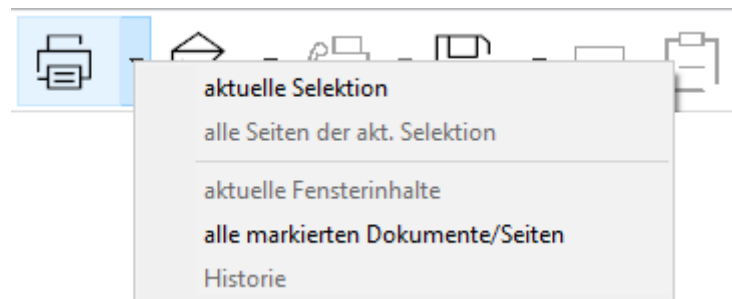 aktuelle Selektion
alle Seiten der akt. Selektion
aktuelle Fensterinhalte
alle markierten Dokumente/Seiten
Historie